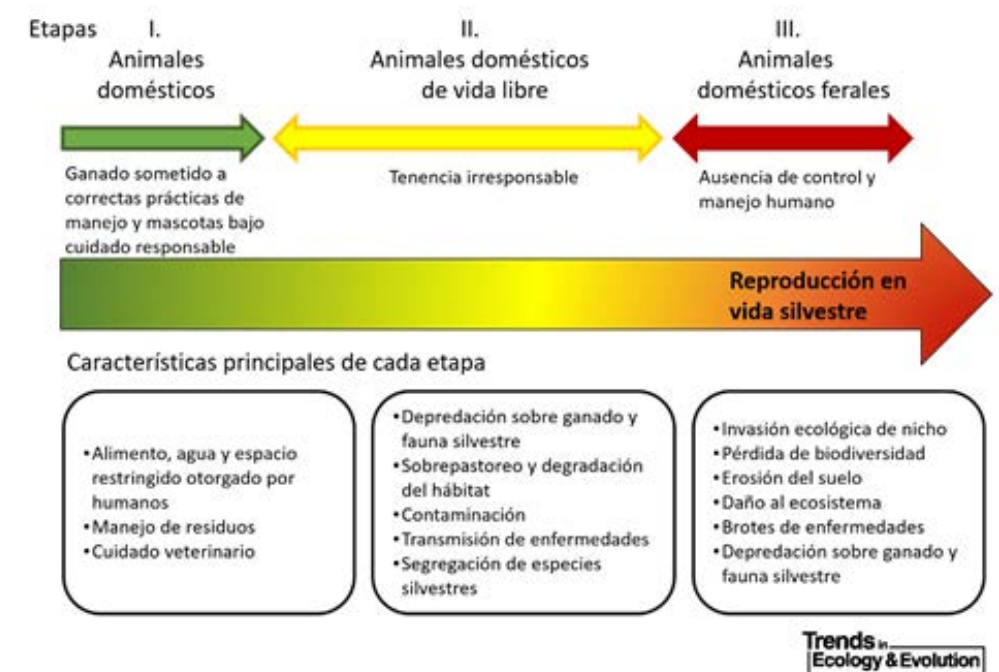 Etapas I. II. III.
Animales domésticos
Animales domésticos de vida libre
Animales domésticos ferales
Ganado sometido a
correctas prácticas de
manejo y mascotas bajo
cuidado responsable
Tenencia irresponsable
Ausencia de control y
manejo humano
Reproducción en
vida silvestre
Características principales de cada etapa
•Alimento, agua y espacio
restringido otorgado por
humanos
•Manejo de residuos
•Cuidado veterinario
•Depredación sobre ganado y
fauna silvestre
•Sobrepastoreo y degradación
del hábitat
•Contaminación
•Transmisión de enfermedades
•Segregación de especies
silvestres
•Invasión ecológica de nicho
•Pérdida de biodiversidad
•Erosión del suelo
•Daño al ecosistema
•Brotes de enfermedades
•Depredación sobre ganado y
fauna silvestre
Trends in
Ecology & Evolution